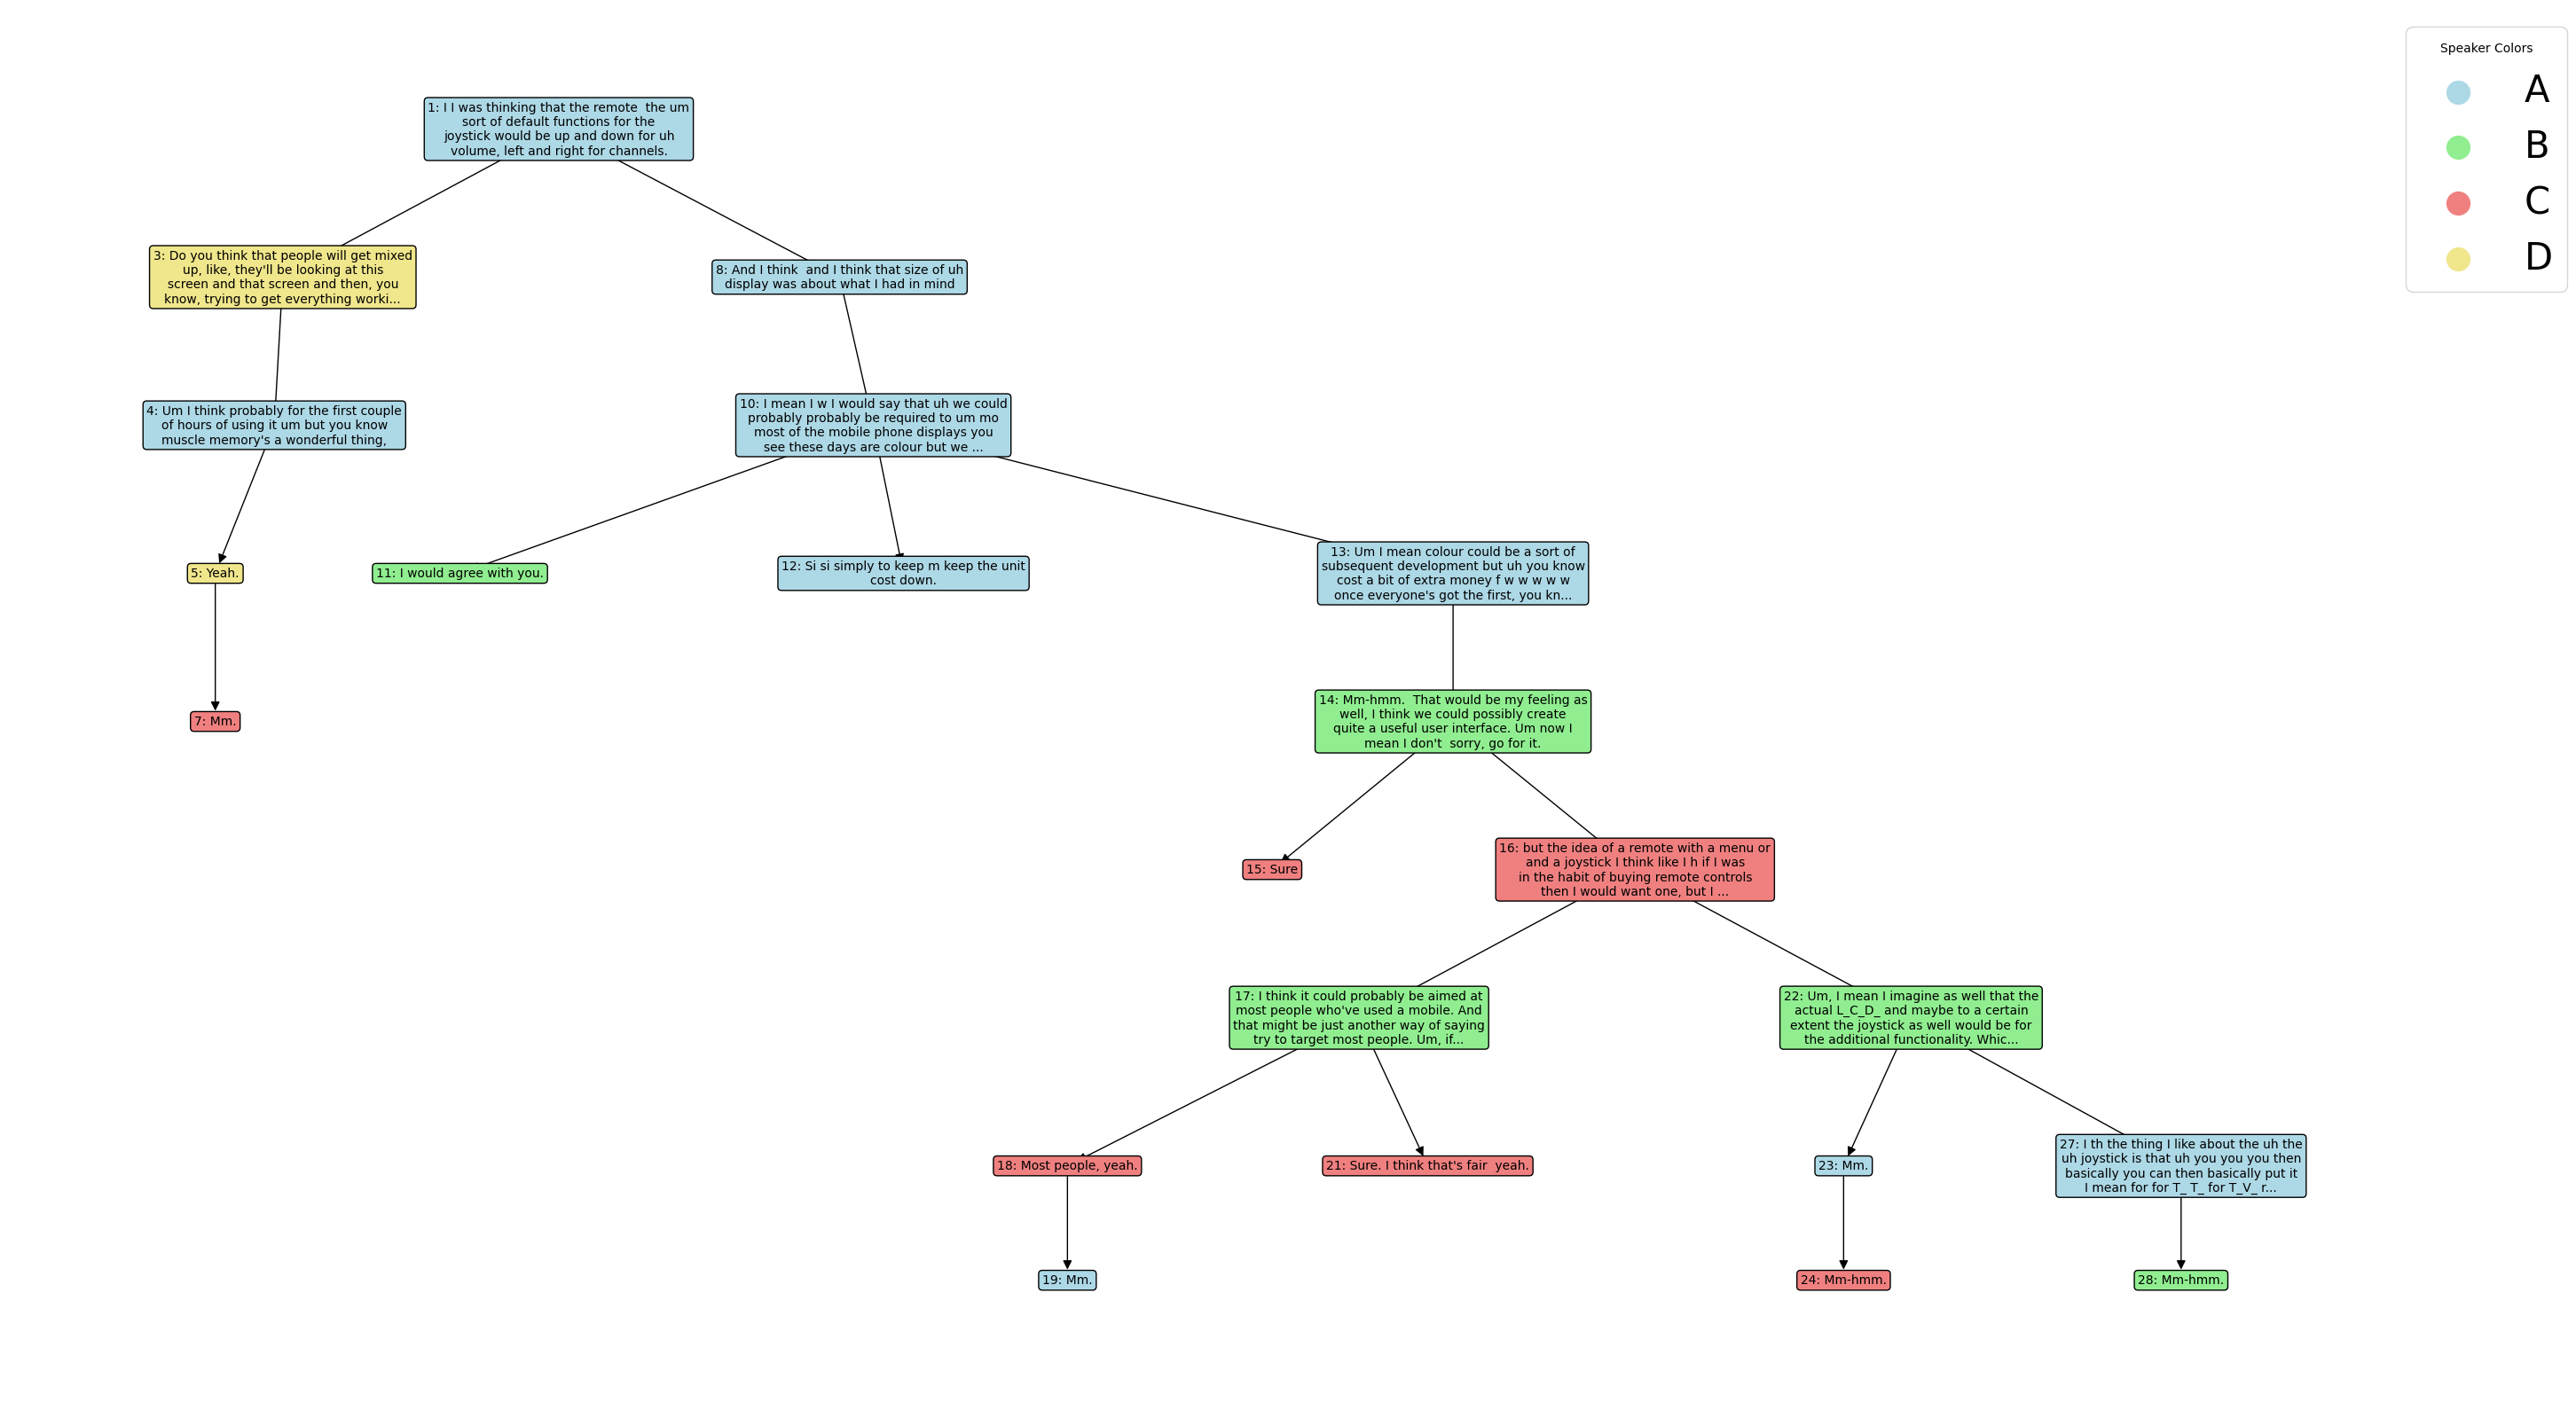 Speaker Colors
A
B
C
D
1: I I was thinking that the remote  the um
sort of default functions for the
joystick would be up and down for uh
volume, left and right for channels.
3: Do you think that people will get mixed
up, like, they'll be looking at this
screen and that screen and then, you
know, trying to get everything worki...
8: And I think  and I think that size of uh
display was about what I had in mind
4: Um I think probably for the first couple
of hours of using it um but you know
muscle memory's a wonderful thing,
10: I mean I w I would say that uh we could
probably probably be required to um mo
most of the mobile phone displays you
see these days are colour but we ...
5: Yeah.
11: I would agree with you.
12: Si si simply to keep m keep the unit
cost down.
13: Um I mean colour could be a sort of
subsequent development but uh you know
cost a bit of extra money f w w w w w
once everyone's got the first, you kn...
7: Mm.
14: Mm-hmm.  That would be my feeling as
well, I think we could possibly create
quite a useful user interface. Um now I
mean I don't  sorry, go for it.
15: Sure
16: but the idea of a remote with a menu or
and a joystick I think like I h if I was
in the habit of buying remote controls
then I would want one, but I ...
17: I think it could probably be aimed at
most people who've used a mobile. And
that might be just another way of saying
try to target most people. Um, if...
22: Um, I mean I imagine as well that the
actual L_C_D_ and maybe to a certain
extent the joystick as well would be for
the additional functionality. Whic...
18: Most people, yeah.
21: Sure. I think that's fair  yeah.
23: Mm.
27: I th the thing I like about the uh the
uh joystick is that uh you you you then
basically you can then basically put it
I mean for for T_ T_ for T_V_ r...
19: Mm.
24: Mm-hmm.
28: Mm-hmm.